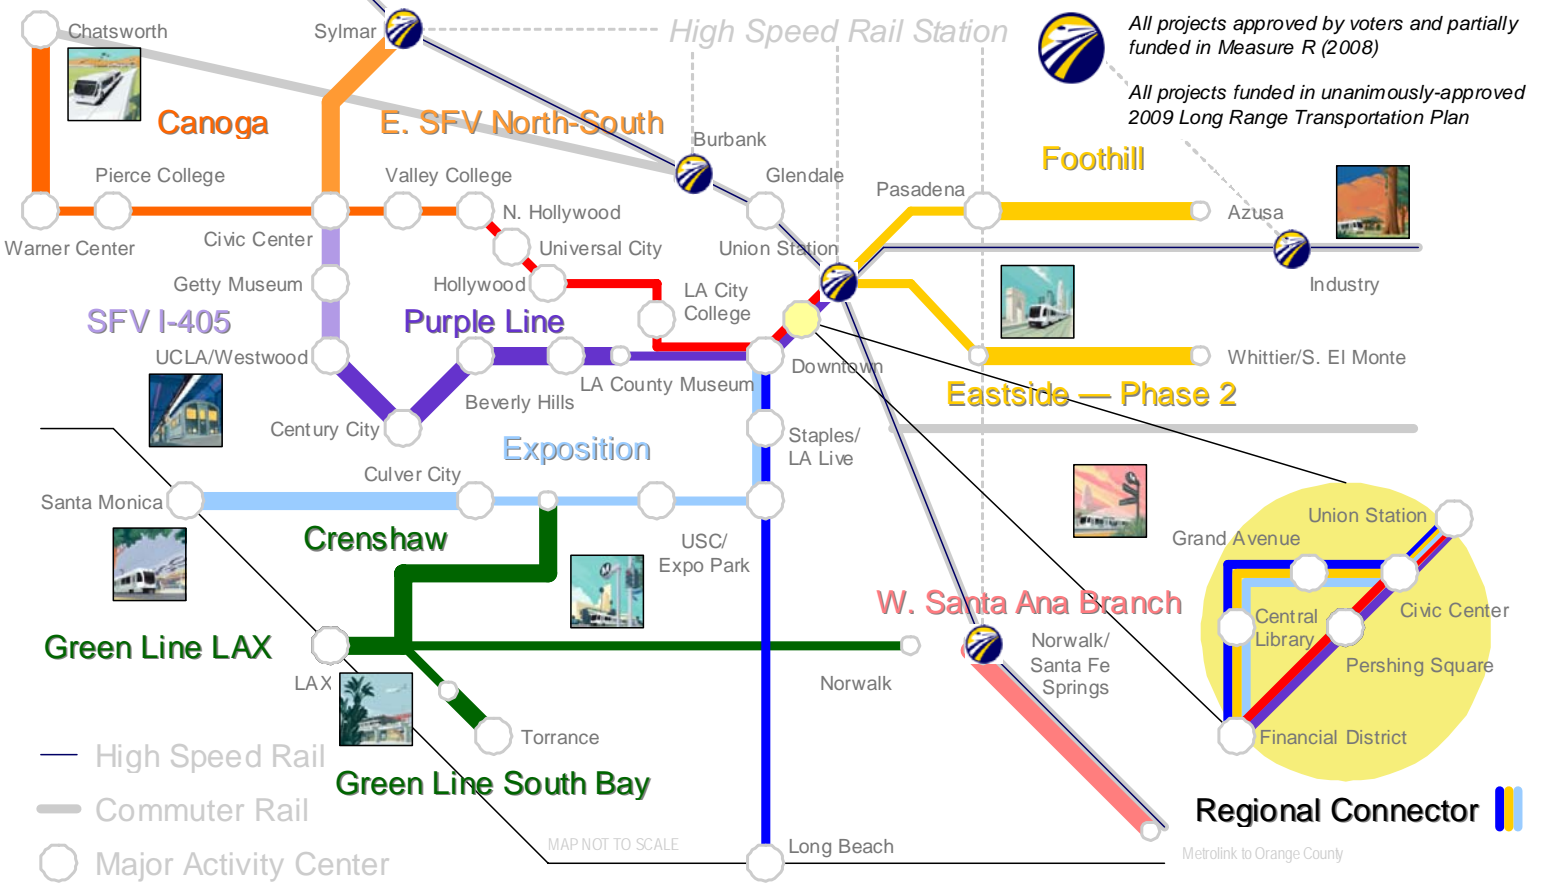 Chatsworth
Sylmar
High Speed Rail Station
All projects approved by voters and partially
funded in Measure R (2008)
All projects funded in unanimously-approved
2009 Long Range Transportation Plan
Canoga
E. SFV North-South
Burbank
Foothill
Pierce College
Valley College
Glendale
Pasadena
Azusa
Warner Center
Civic Center
N. Hollywood
Universal City
Union Station
Getty Museum
Hollywood
LA City
College
Industry
SFV I-405
Purple Line
UCLA/Westwood
LA County Museum
Downtown
Whittier/S. El Monte
Eastside — Phase 2
Beverly Hills
Century City
Exposition
Staples/
LA Live
Culver City
Santa Monica
Crenshaw
USC/
Expo Park
Union Station
Grand Avenue
W. Santa Ana Branch
Central
Library
Civic Center
Green Line LAX
LAX
Norwalk
Norwalk/
Santa Fe
Springs
Pershing Square
Torrance
Financial District
High Speed Rail
Green Line South Bay
Commuter Rail
Regional Connector
MAP NOT TO SCALE
Long Beach
Metrolink to Orange County
Major Activity Center